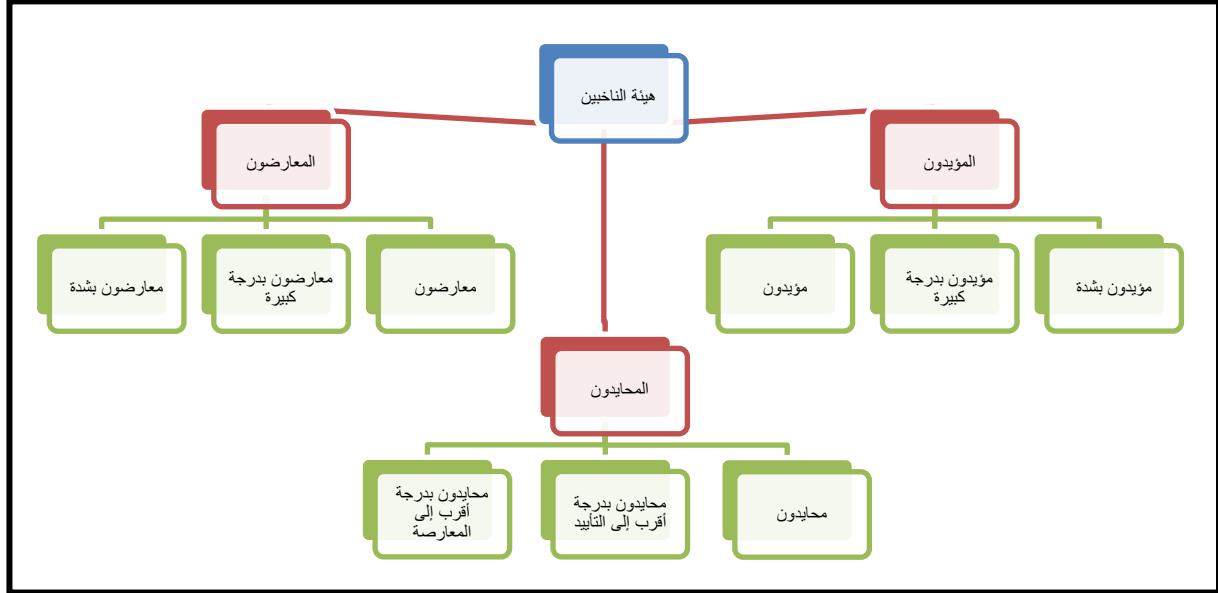 هيئة الناخبين
المؤيدون
المعارضون
مؤيدون بشدة
مؤيدون بدرجة
كبيرة
مؤيدون
معارضون
معارضون بدرجة
كبيرة
معارضون بشدة
المحايدون
محايدون
محايدون بدرجة
أقرب إلى التأييد
محايدون بدرجة
أقرب إلى
المعارصة